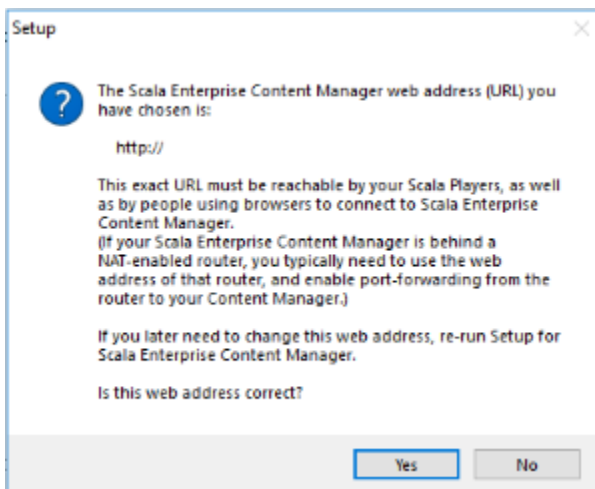 Setup
The Scala Enterprise Content Manager web address (URL) you
have chosen is:
http://
This exact URL must be reachable by your Scala Players, as well
as by people using browsers to connect to Scala Enterprise
Content Manager.
(If your Scala Enterprise Content Manager is behind a
NAT-enabled router, you typically need to use the web
address of that router, and enable port-forwarding from the
router to your Content Manager.)
If you later need to change this web address, re-run Setup for
Scala Enterprise Content Manager.
Is this web address correct?
Yes
No